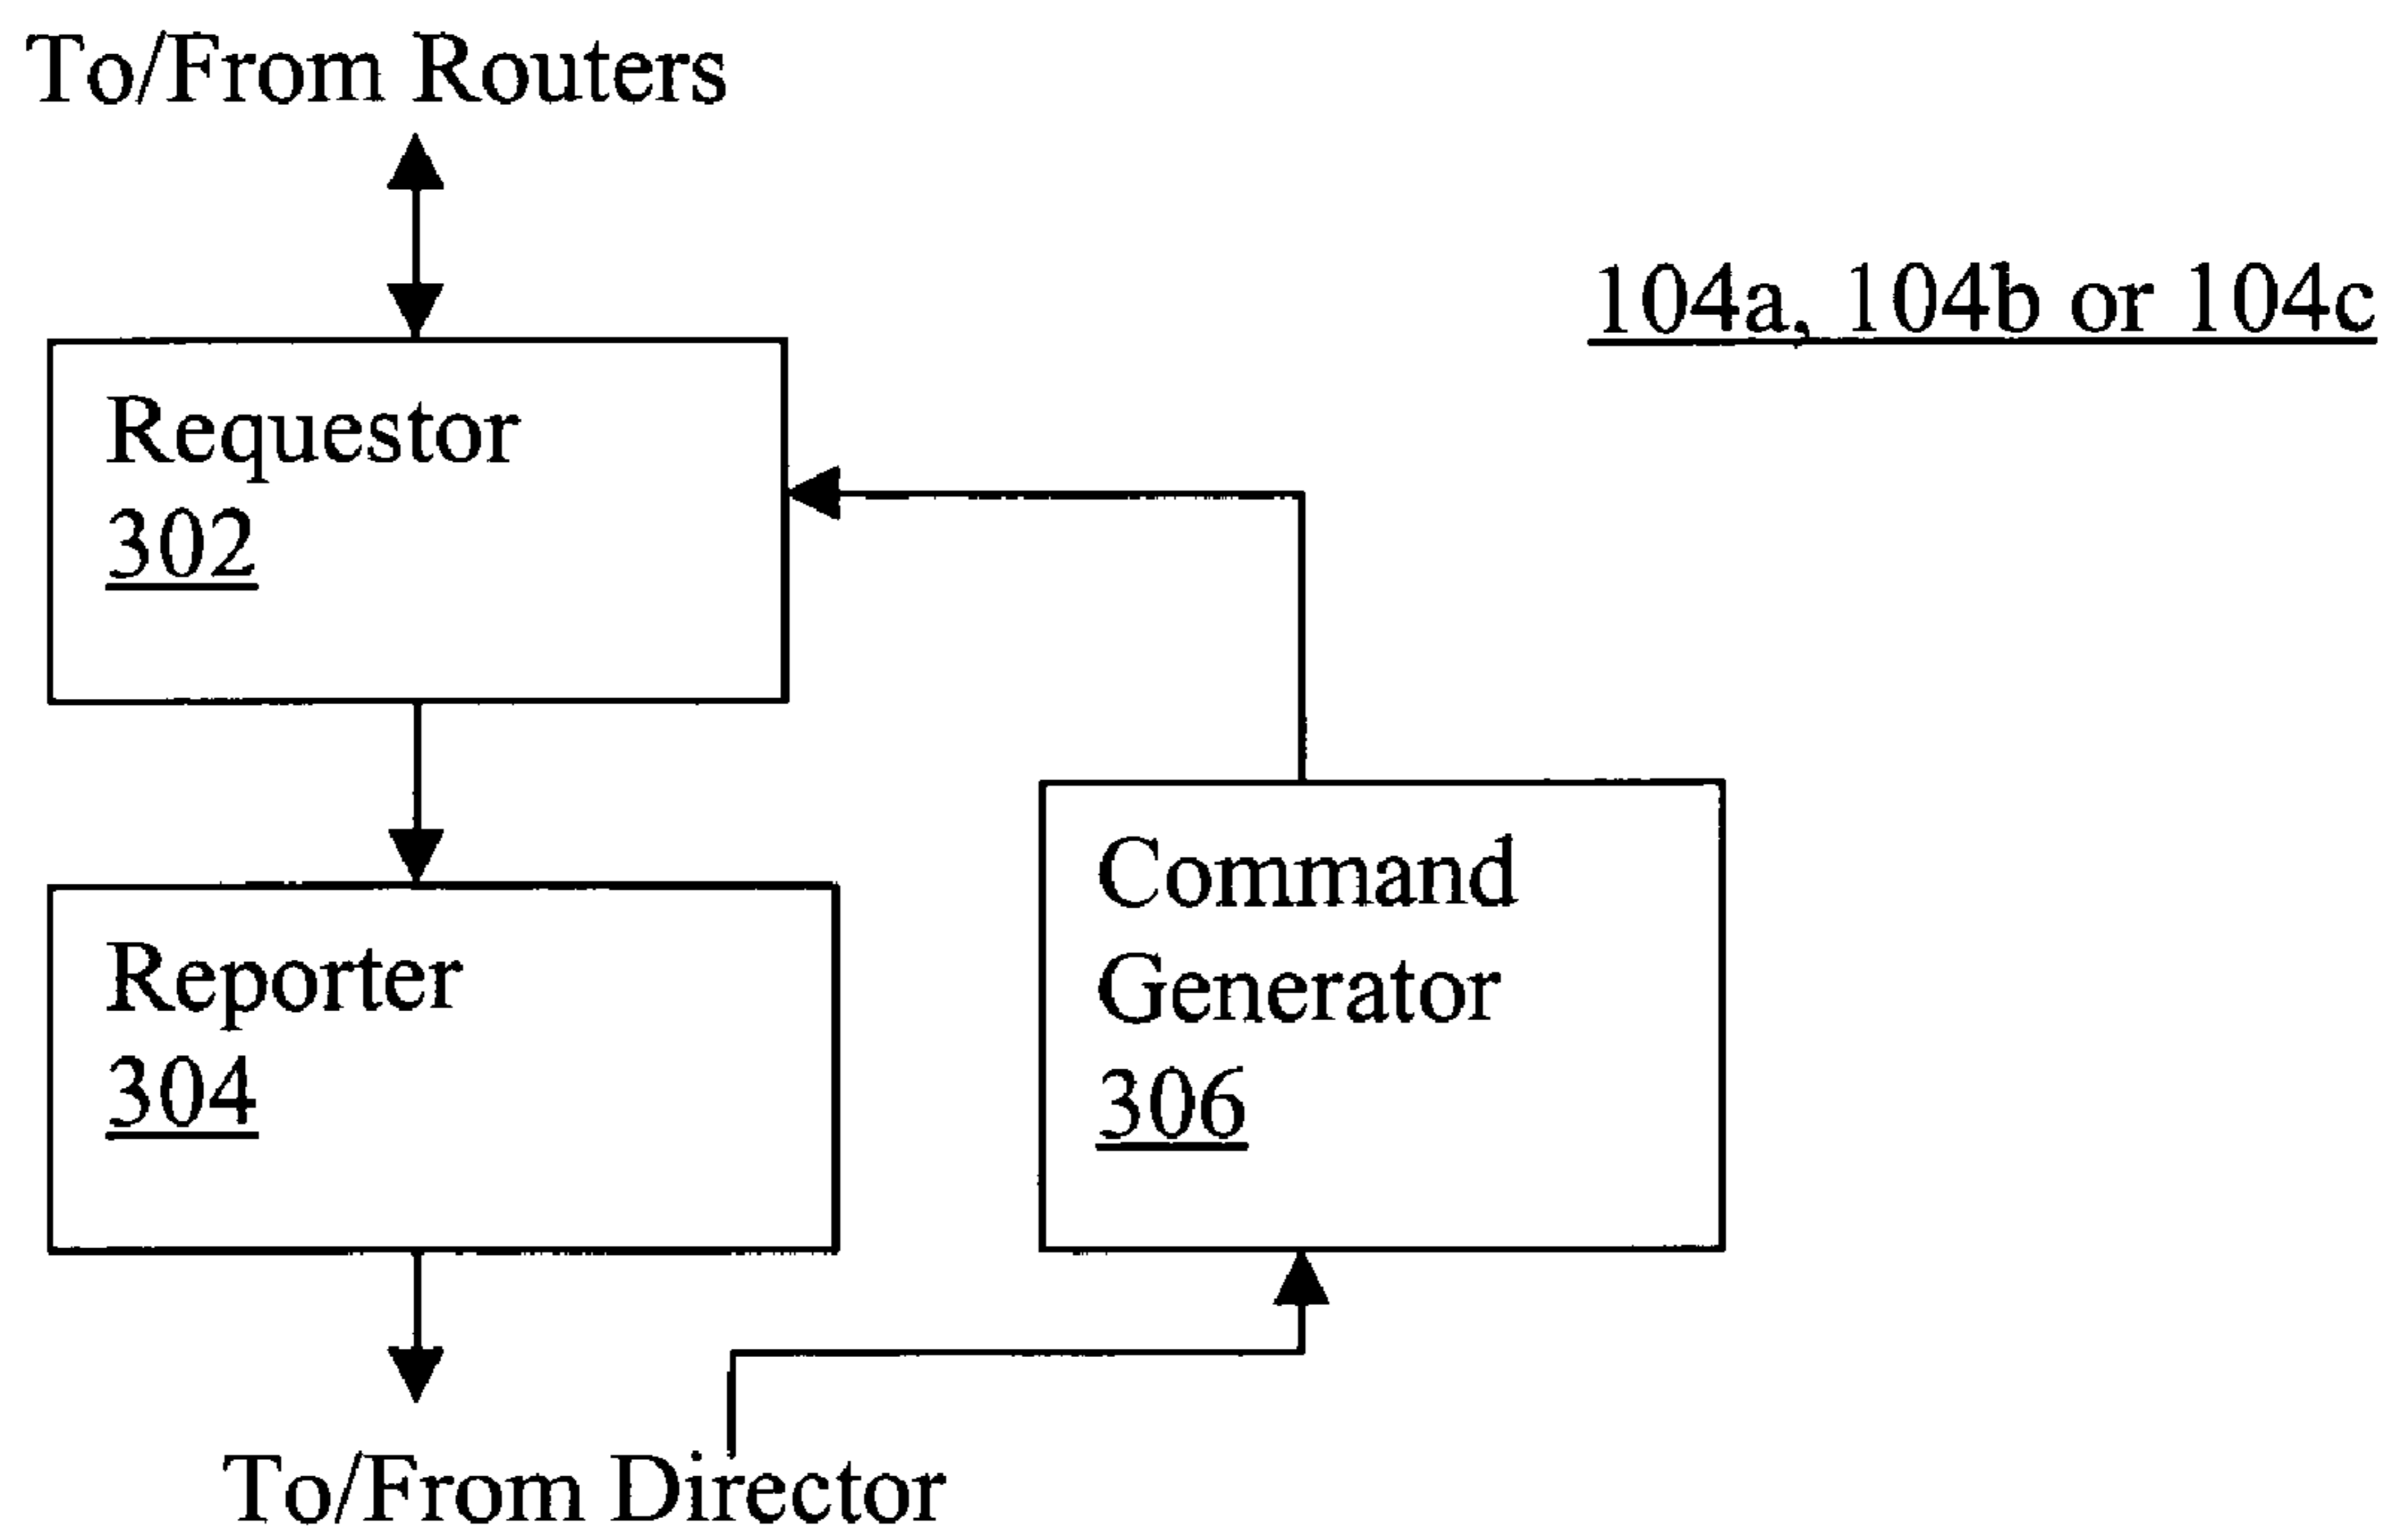 To/From Routers
104a, 104b or 104c
Requestor
302
Command
Generator
306
Reporter
304
To/From Director